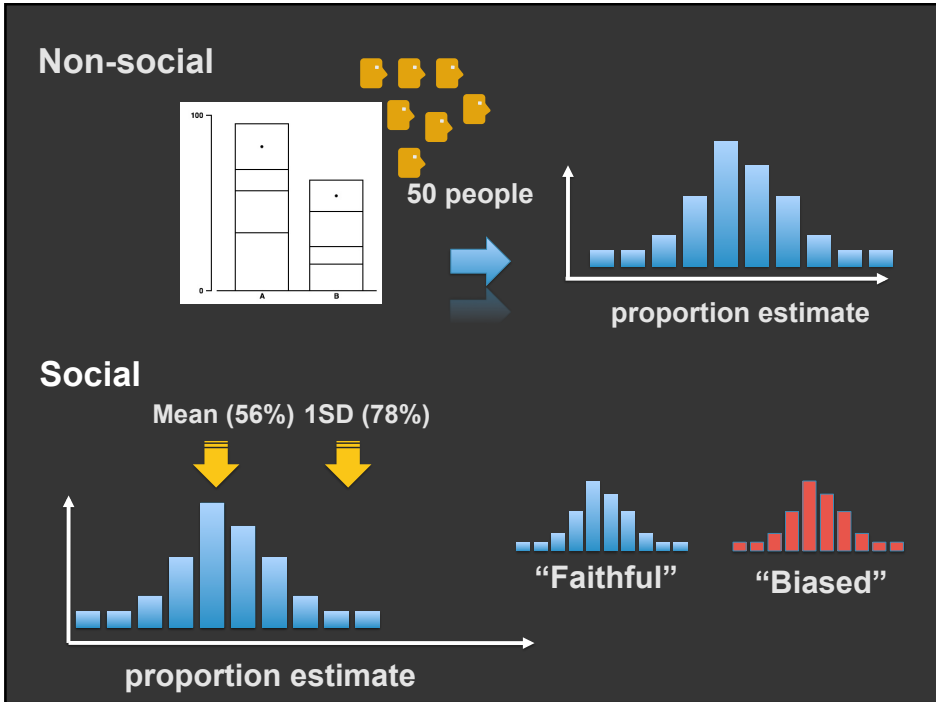 Non-social
100
0
A B
50 people
proportion estimate
Social
Mean (56%) 1SD (78%)
proportion estimate
“Faithful”
“Biased”